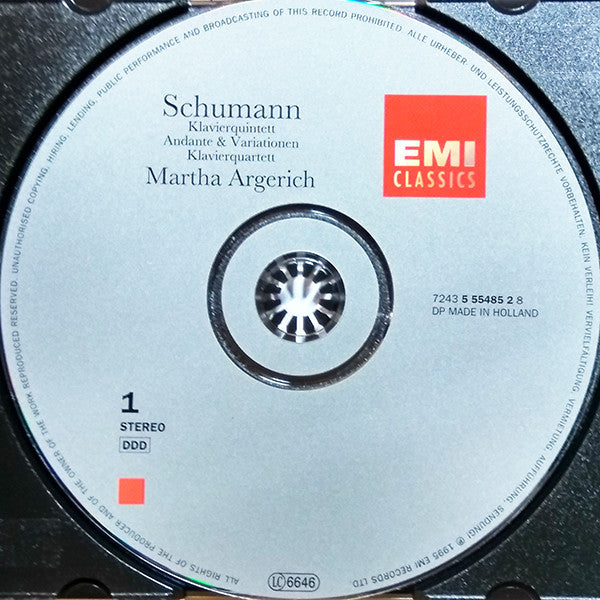 Schumann
Klavierquintett
Andante & Variationen
Klavierquartett
Martha Argerich
EMI
CLASSICS
7243 5 55485 2 8
DP MADE IN HOLLAND
1
STEREO
DDD
LC 6646
ALL RIGHTS OF THE PRODUCER AND OF THE OWNER OF THE WORK REPRODUCED RESERVED. UNAUTHORISED COPYING, HIRING, LENDING, PUBLIC PERFORMANCE AND BROADCASTING OF THIS RECORD PROHIBITED. ALLE URHEBER- UND LEISTUNGSSCHUTZRECHTE VORBEHALTEN. KEIN VERLEIH! VERVIELFÄLTIGUNG, VERMIETUNG, AUFFÜHRUNG, SENDUNG! ℗ 1995 EMI RECORDS LTD